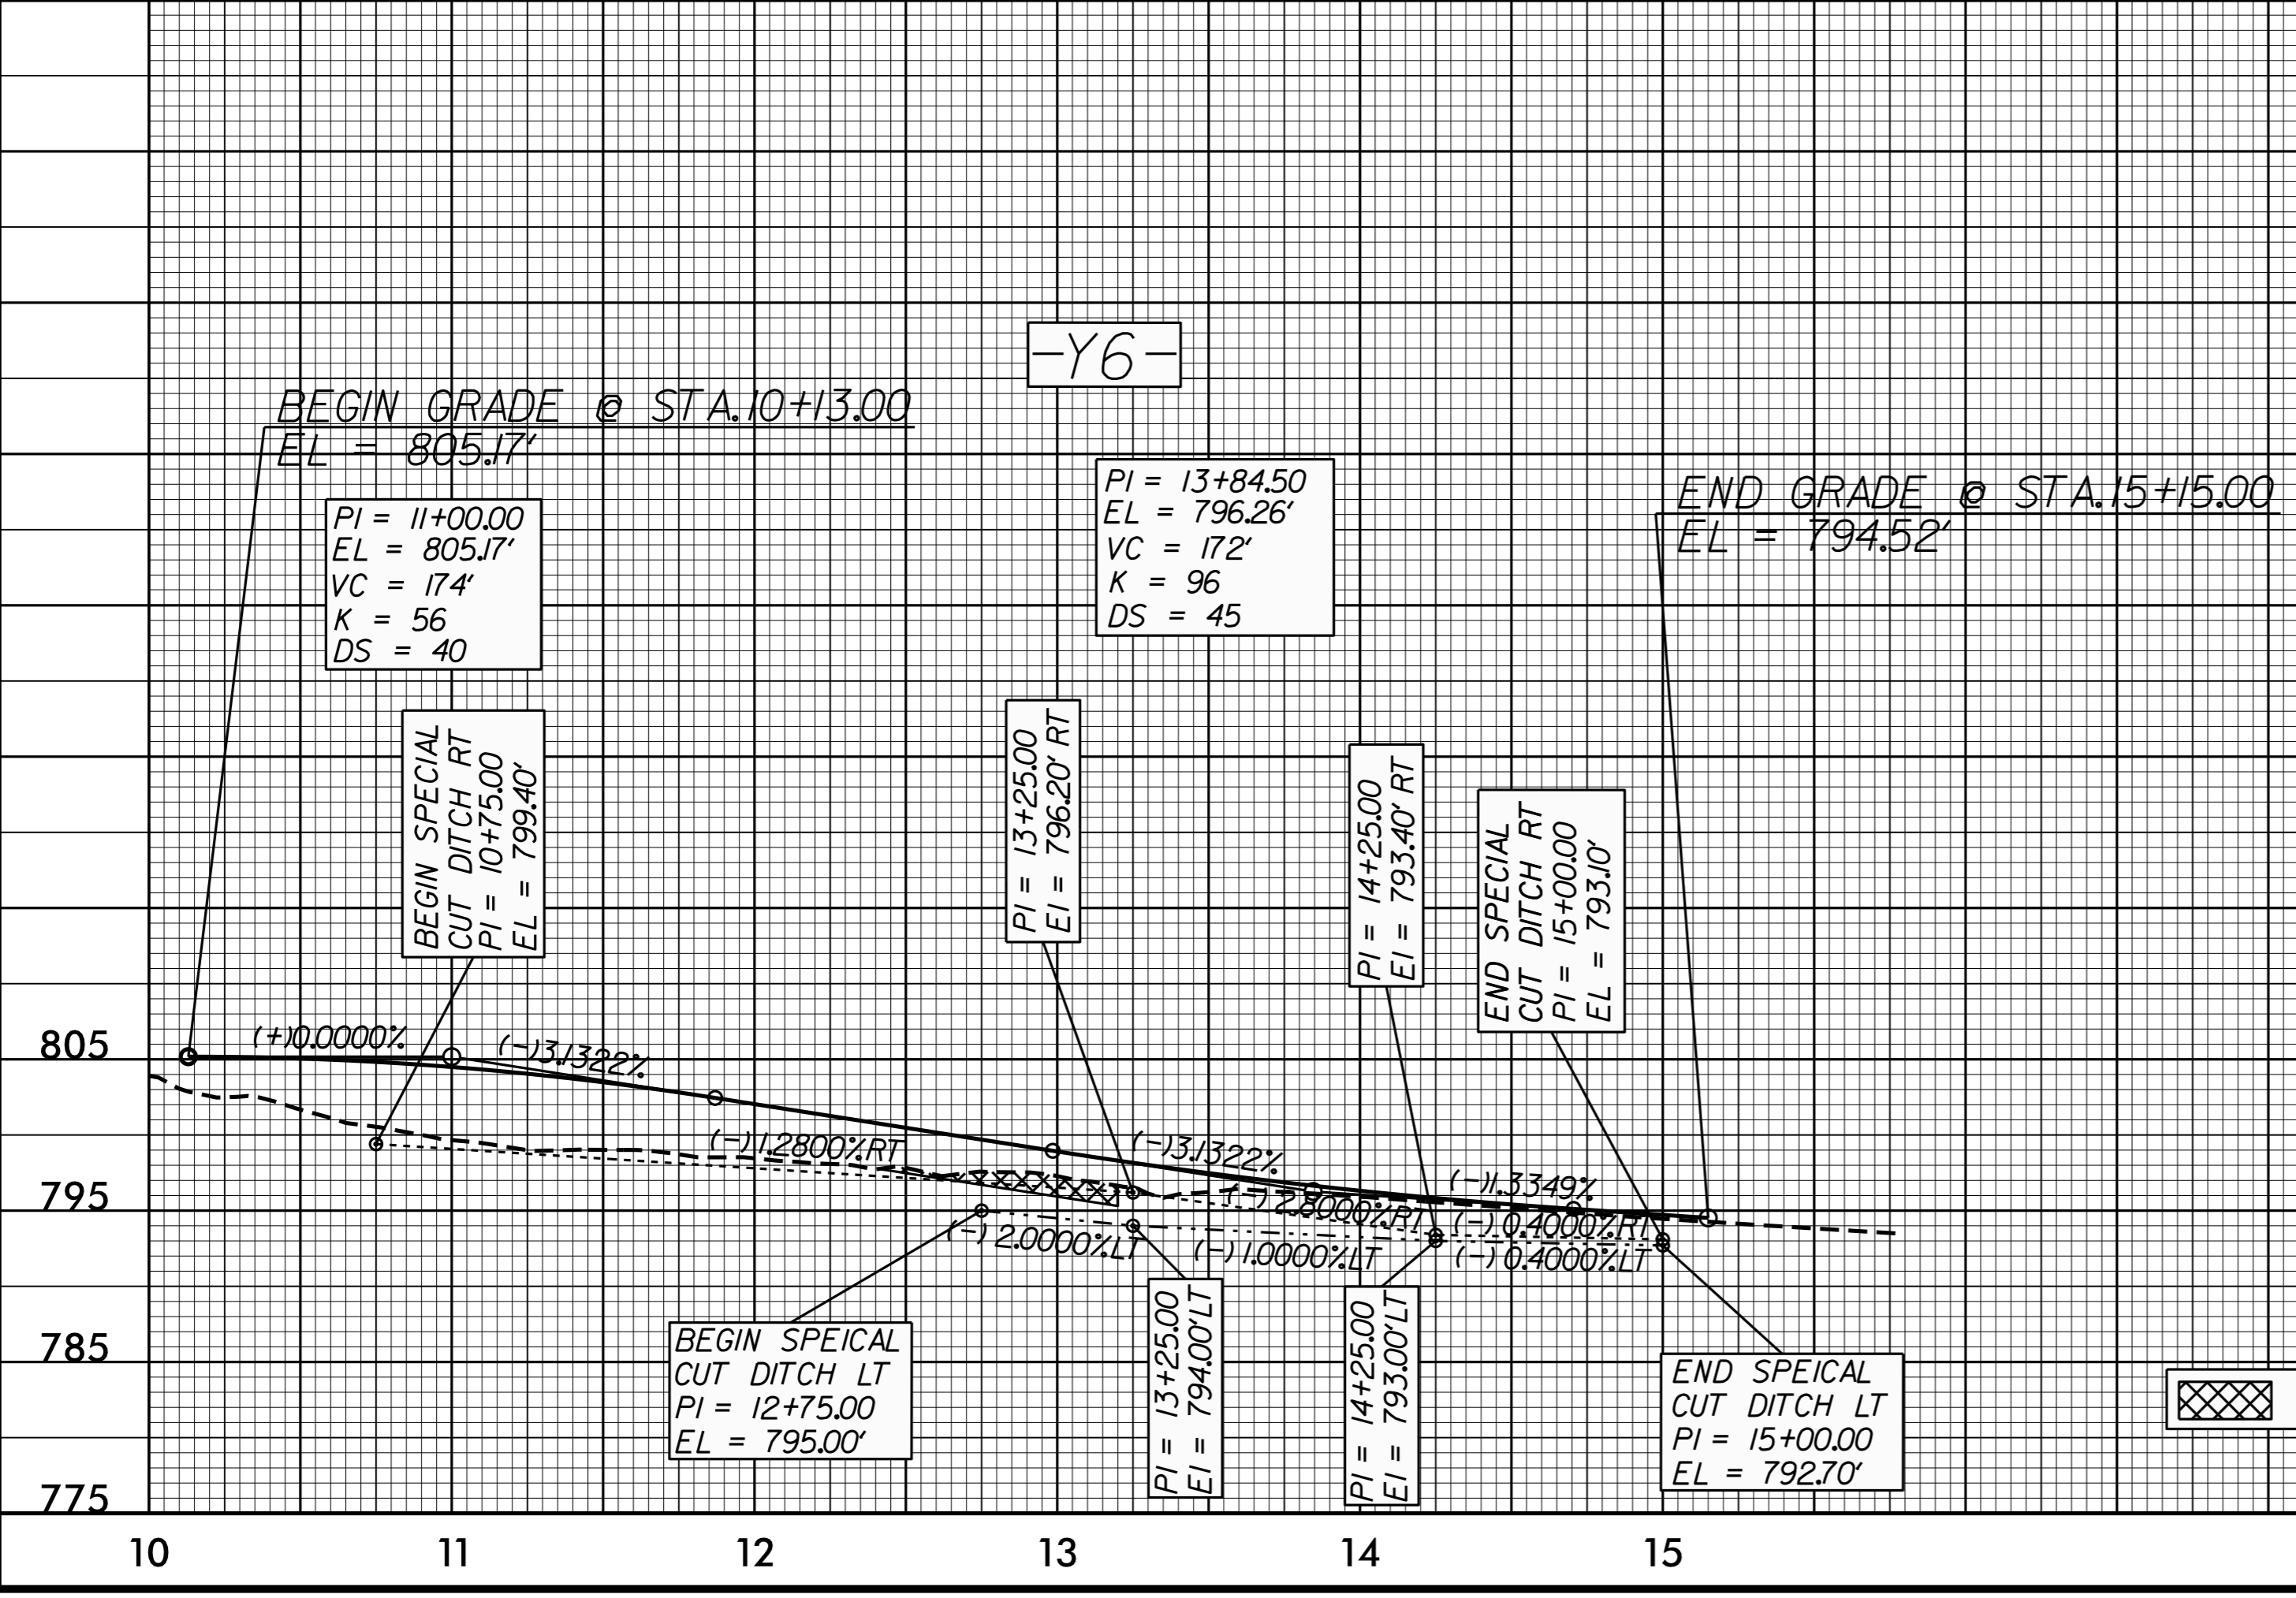 -Y6-
BEGIN GRADE @ STA.10+13.00
EL = 805.17'
END GRADE @ STA.15+15.00
EL = 794.52'
PI = 11+00.00
EL = 805.17'
VC = 174'
K = 56
DS = 40
PI = 13+84.50
EL = 796.26'
VC = 172'
K = 96
DS = 45
BEGIN SPECIAL
CUT DITCH RT
PI = 10+75.00
EL = 799.40'
PI = 13+25.00
El = 796.20' RT
PI = 14+25.00
El = 793.40' RT
END SPECIAL
CUT DITCH RT
PI = 15+00.00
EL = 793.10'
805
(+)0.0000%
(-)3.1322%
(-)1.2800%RT
(-)3.1322%
(-)1.3349%
795
(-)2.8000%RT
(-)0.4000%RT
(-)2.0000%LT
(-)1.0000%LT
(-)0.4000%LT
785
BEGIN SPEICAL
CUT DITCH LT
PI = 12+75.00
EL = 795.00'
PI = 13+25.00
El = 794.00'LT
PI = 14+25.00
El = 793.00'LT
END SPEICAL
CUT DITCH LT
PI = 15+00.00
EL = 792.70'
775
10 11 12 13 14 15